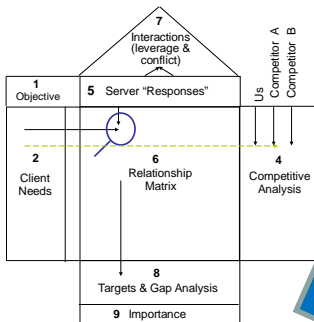 7
Interactions
(leverage &
conflict)
1
Objective
5 Server "Responses"
Us
Competitor A
Competitor B
2
Client
Needs
6
Relationship
Matrix
4
Competitive
Analysis
8
Targets & Gap Analysis
9 Importance